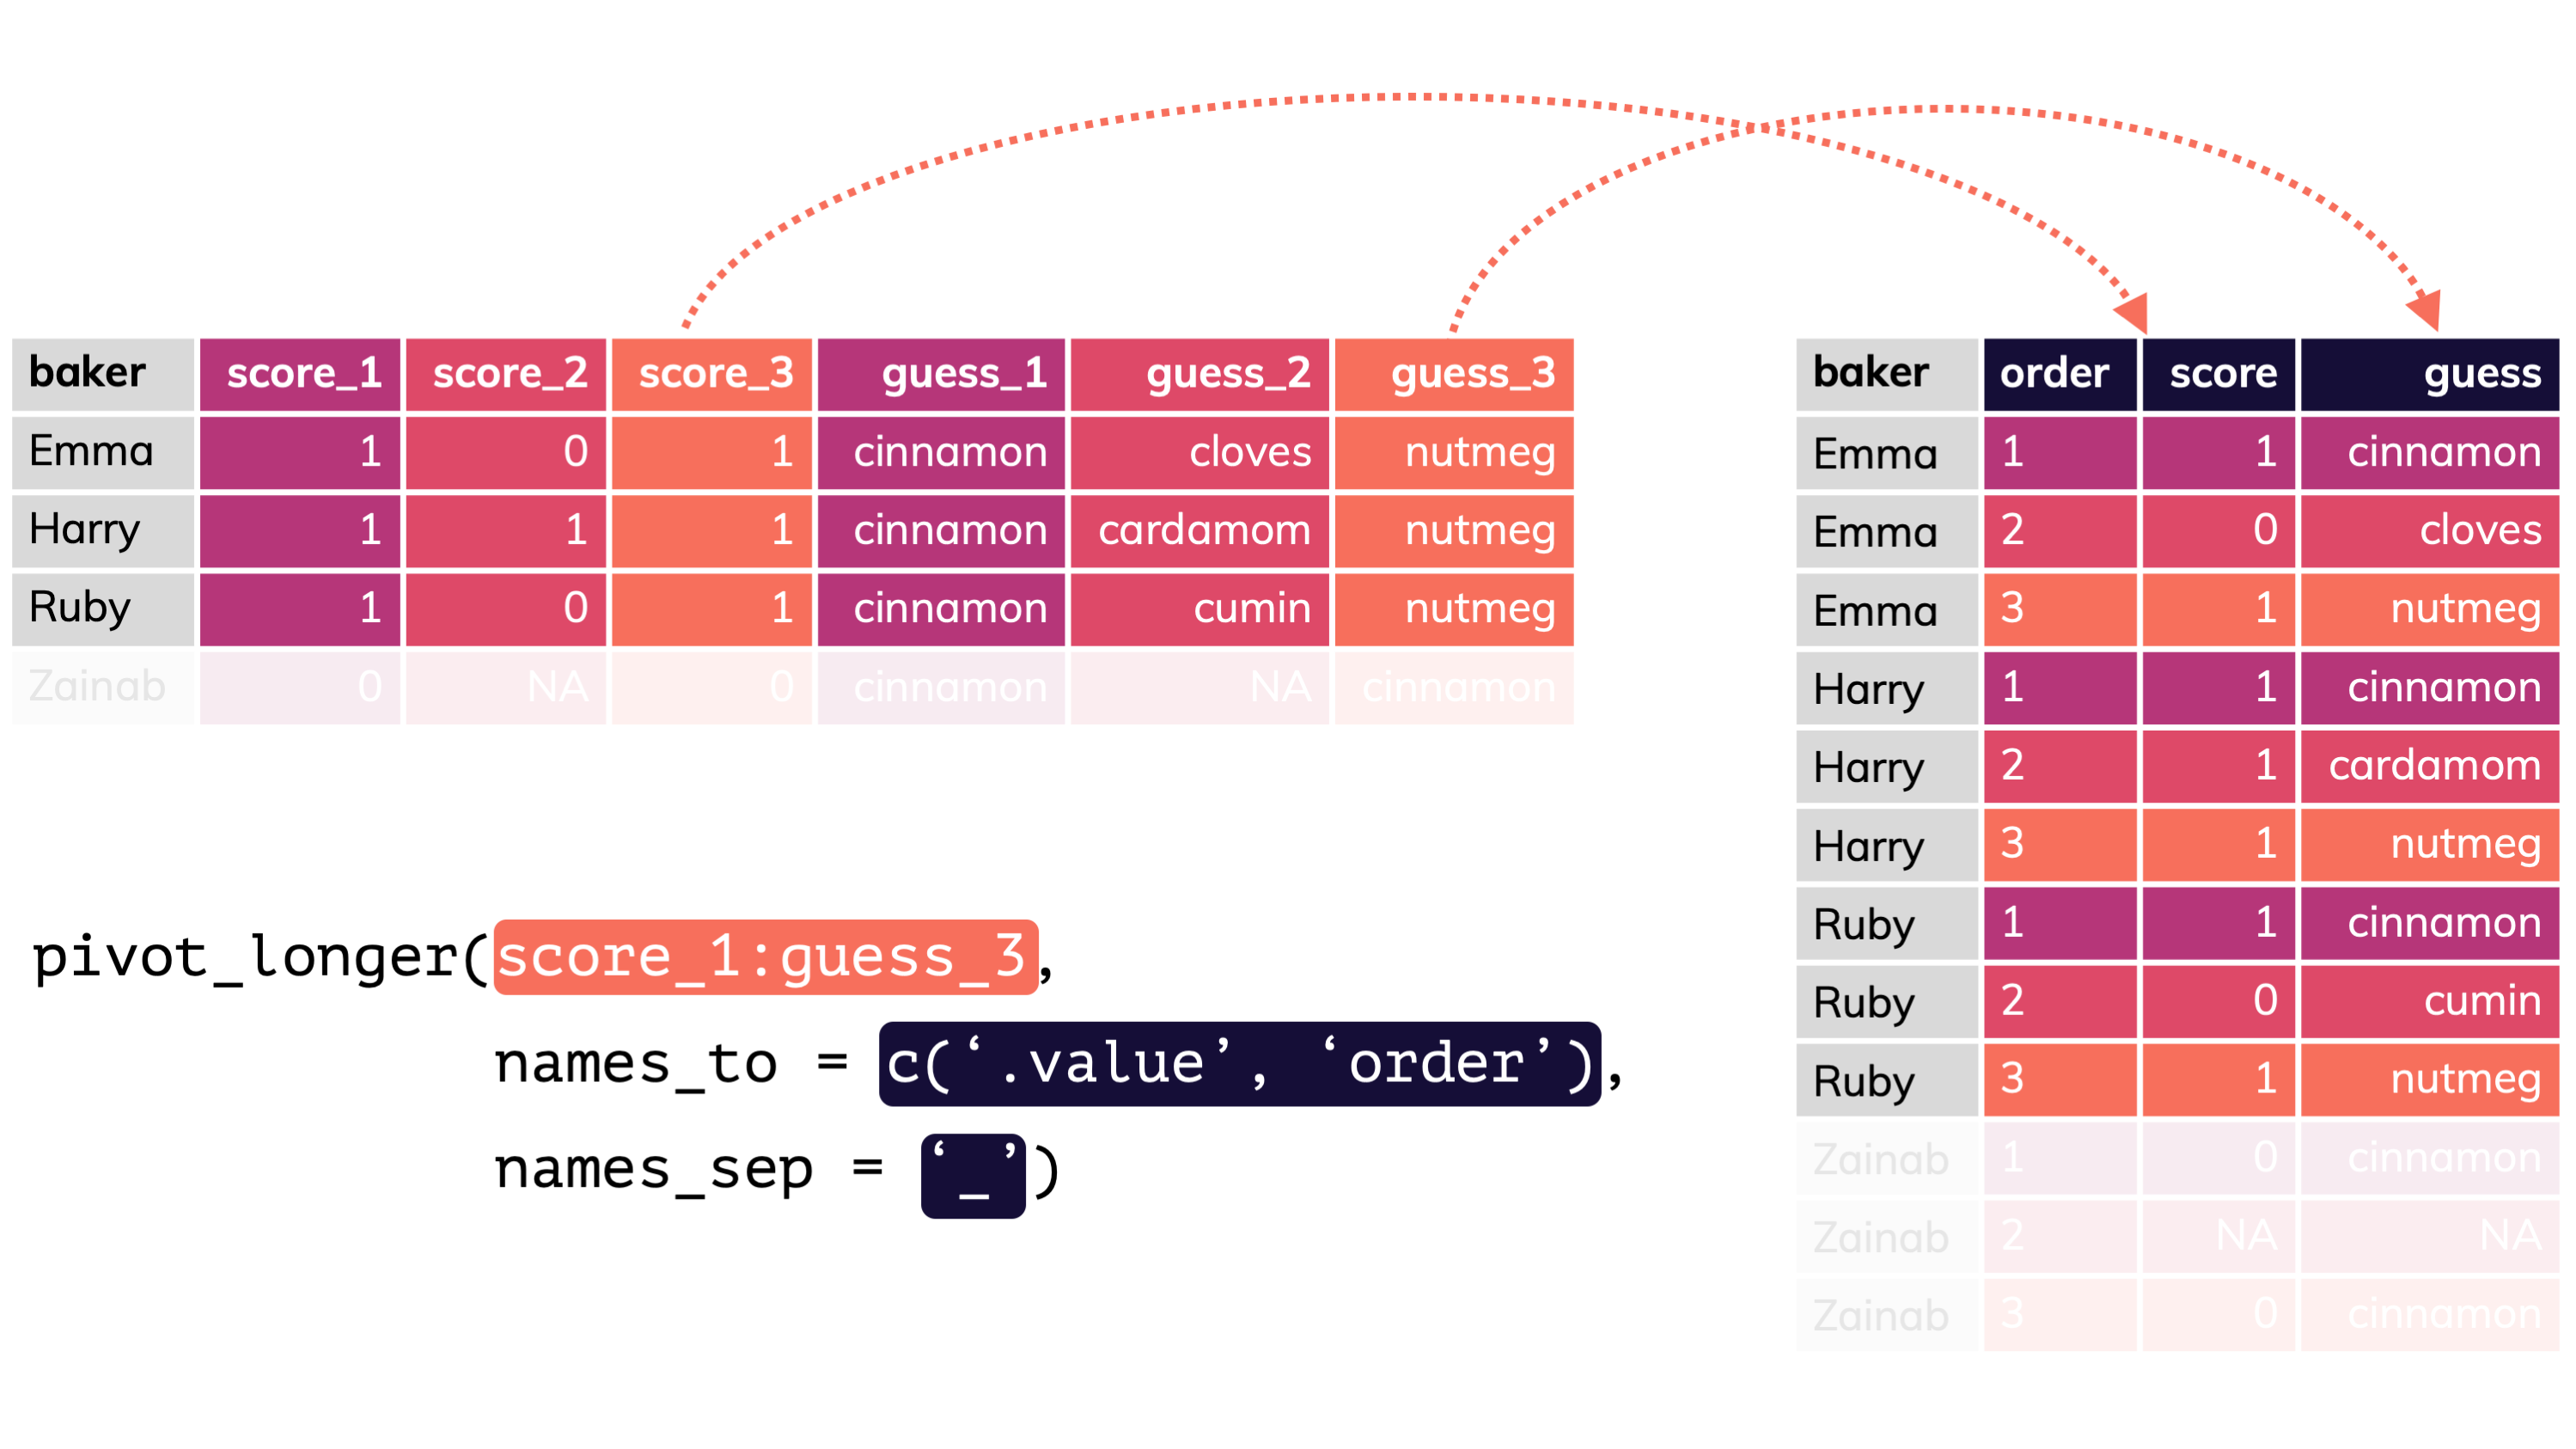 baker score_1 score_2 score_3 guess_1 guess_2 guess_3
Emma 1 0 1 cinnamon cloves nutmeg
Harry 1 1 1 cinnamon cardamom nutmeg
Ruby 1 0 1 cinnamon cumin nutmeg
Zainab 0 NA 0 cinnamon NA cinnamon
pivot_longer(score_1:guess_3,
names_to = c(‘.value’, ‘order’),
names_sep = ‘_’)
baker order score guess
Emma 1 1 cinnamon
Emma 2 0 cloves
Emma 3 1 nutmeg
Harry 1 1 cinnamon
Harry 2 1 cardamom
Harry 3 1 nutmeg
Ruby 1 1 cinnamon
Ruby 2 0 cumin
Ruby 3 1 nutmeg
Zainab 1 0 cinnamon
Zainab 2 NA NA
Zainab 3 0 cinnamon